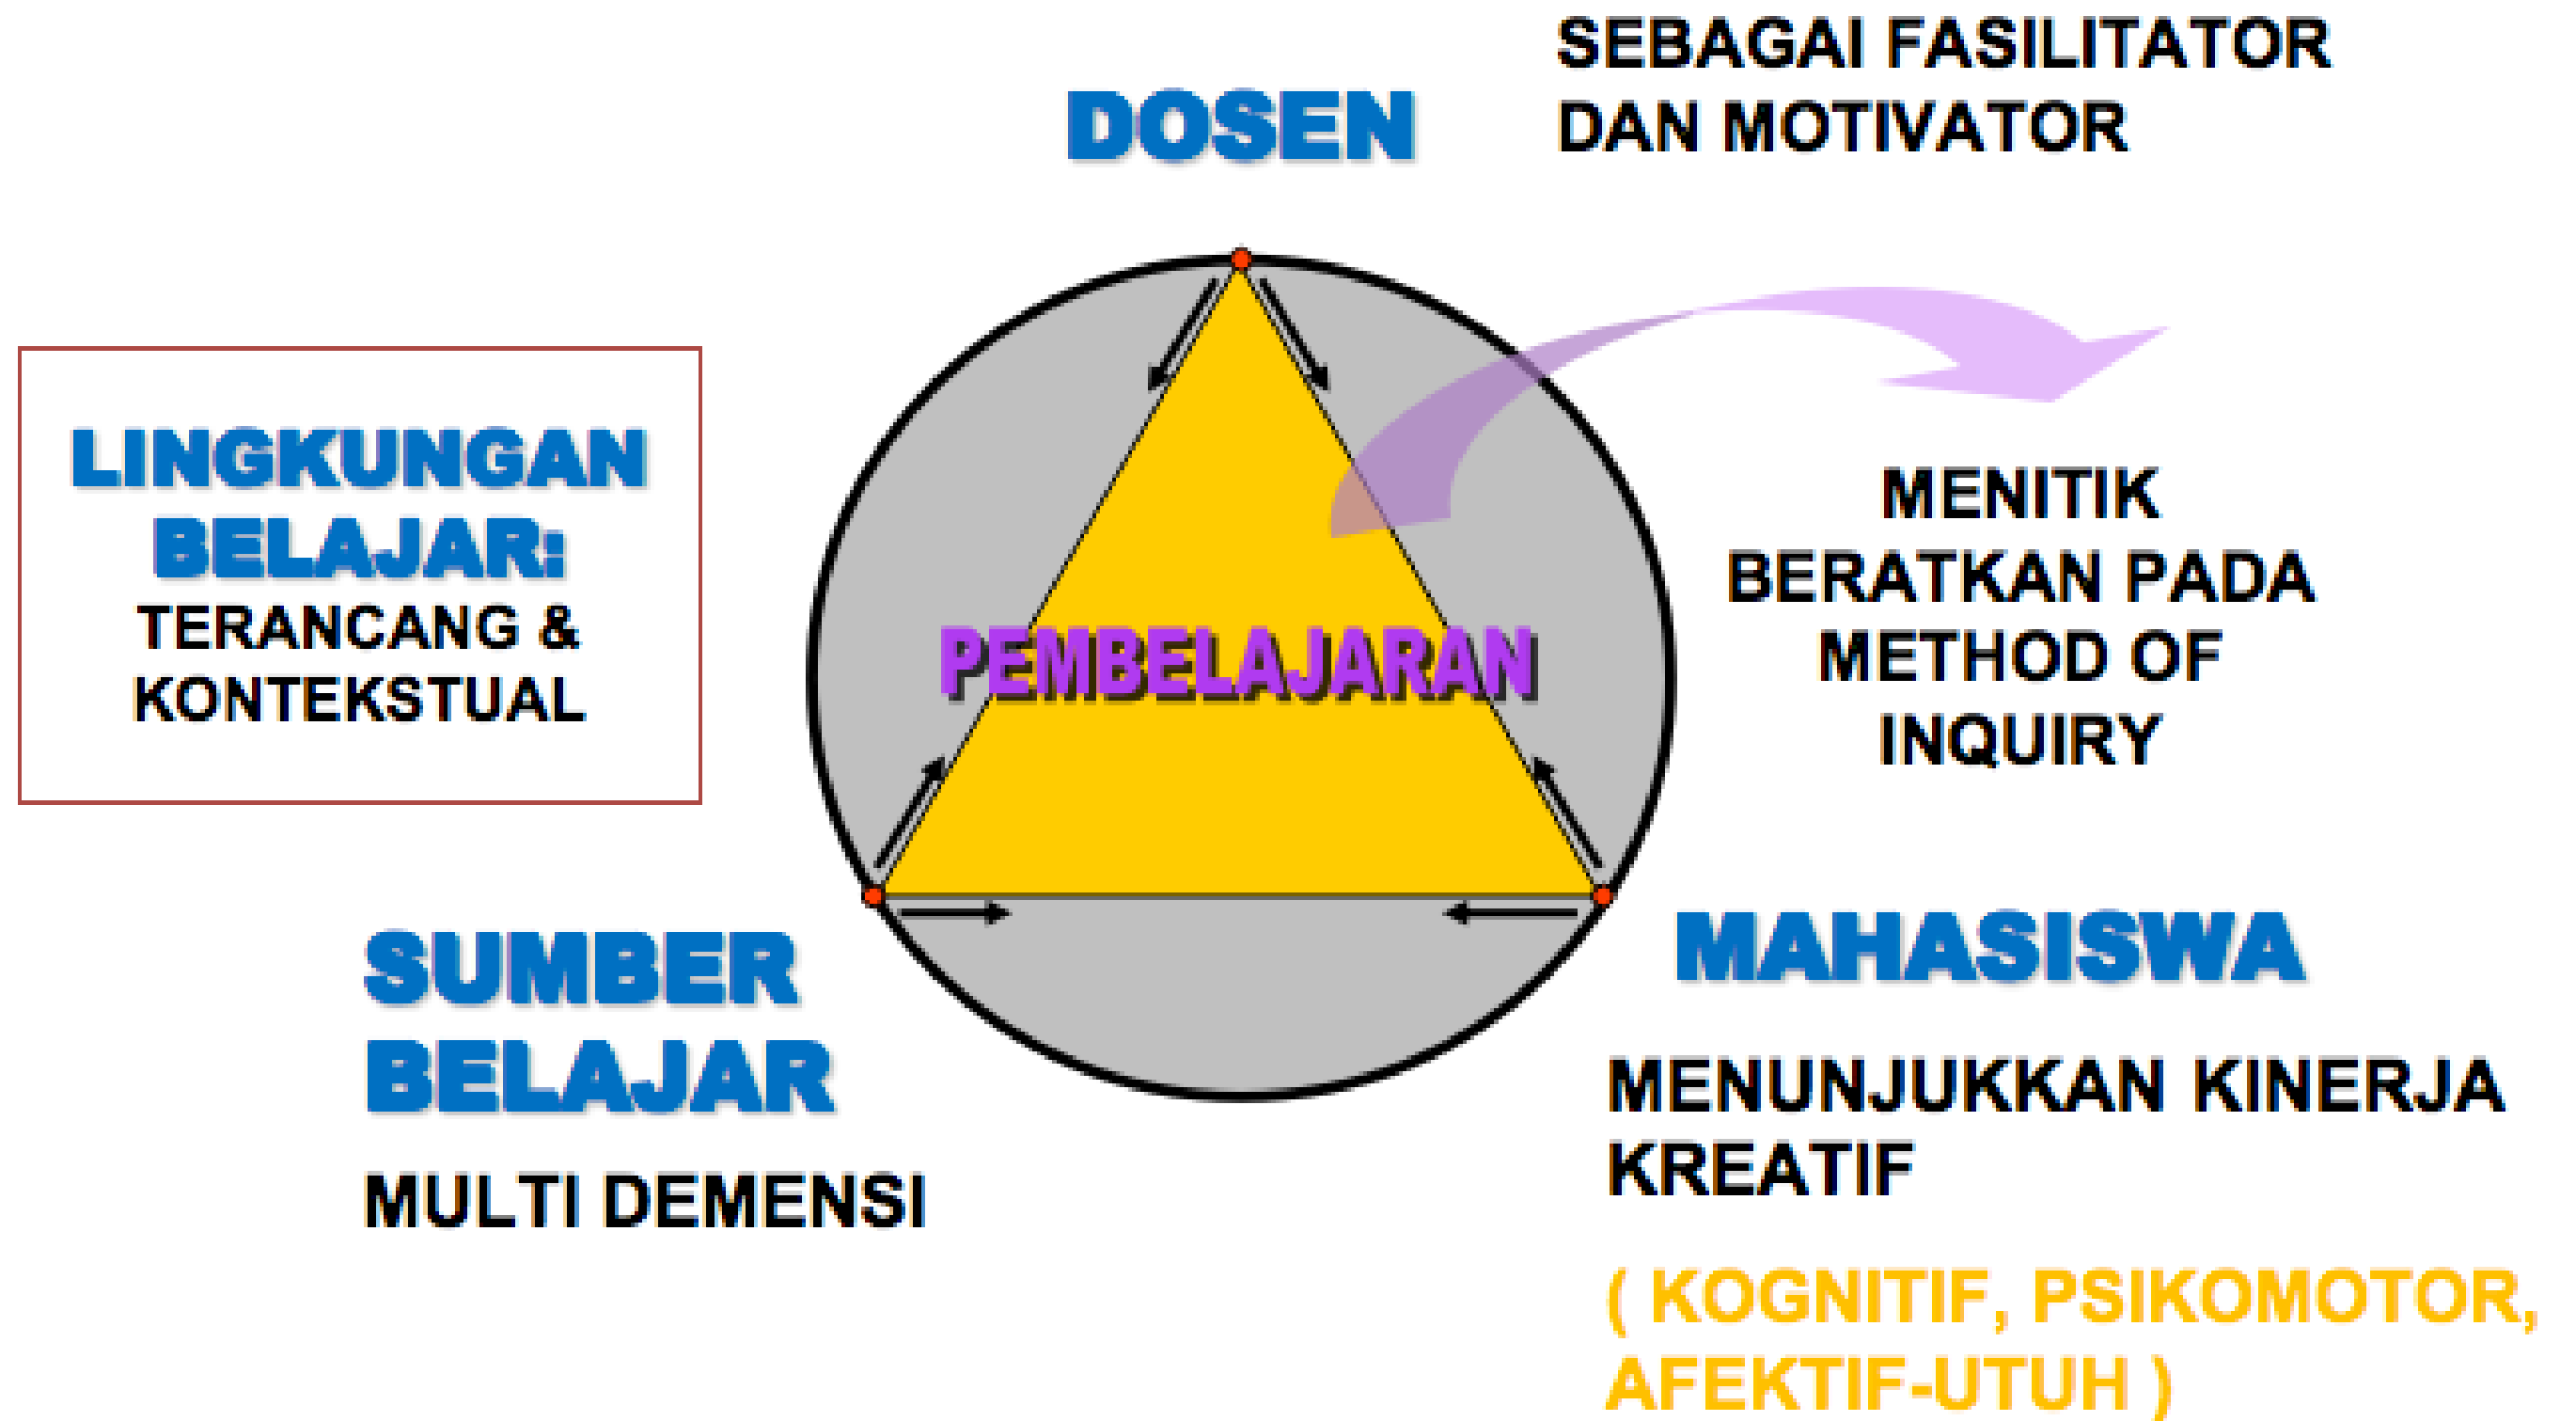 DOSEN
SEBAGAI FASILITATOR
DAN MOTIVATOR
LINGKUNGAN
BELAJAR:
TERANCANG &
KONTEKSTUAL
PEMBELAJARAN
MENITIK
BERATKAN PADA
METHOD OF
INQUIRY
SUMBER
BELAJAR
MULTI DEMENSI
MAHASISWA
MENUNJUKKAN KINERJA
KREATIF
( KOGNITIF, PSIKOMOTOR,
AFEKTIF-UTUH )